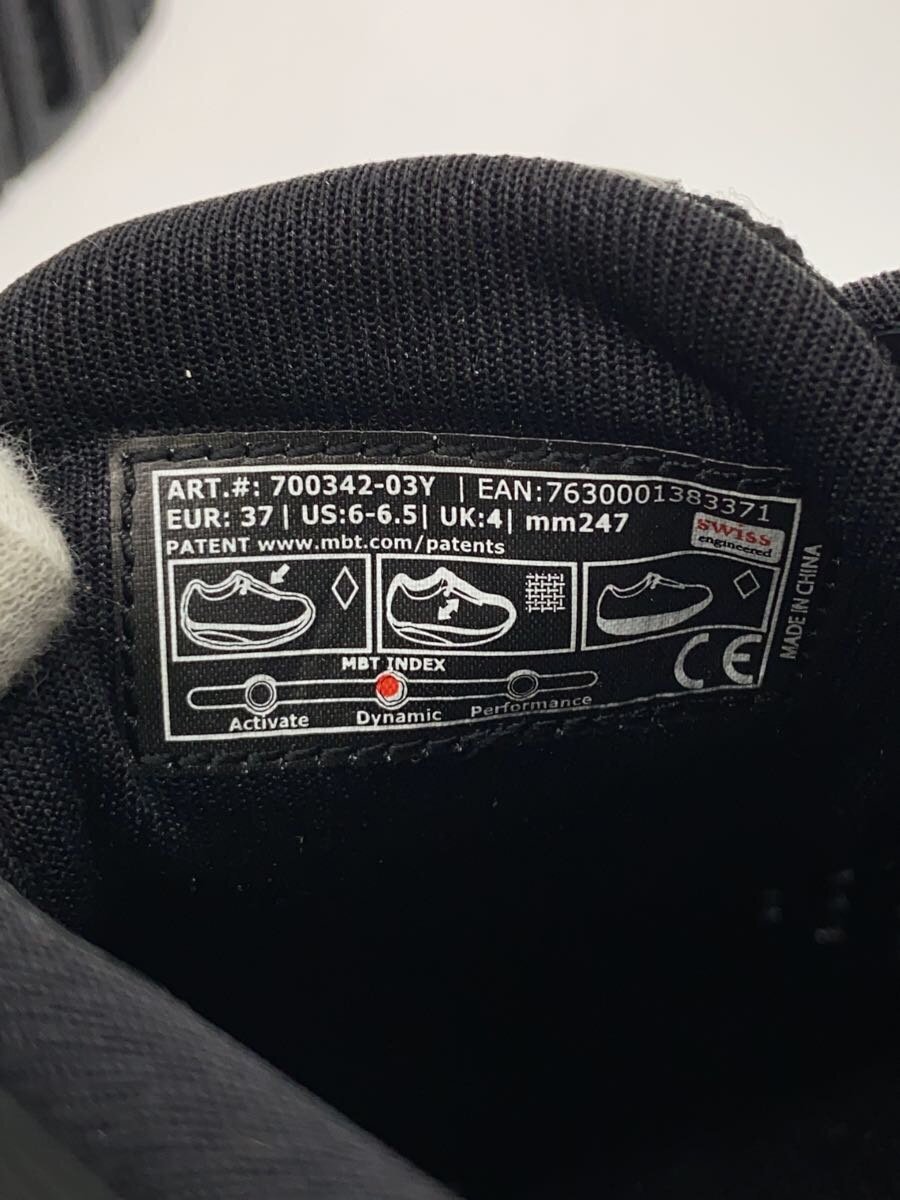 ART.#: 700342-03Y | EAN:7630001383371
EUR: 37 | US:6-6.5| UK:4| mm247
swiss
engineered
PATENT www.mbt.com/patents
MADE IN CHINA
MBT INDEX
CE
Activate Dynamic Performance